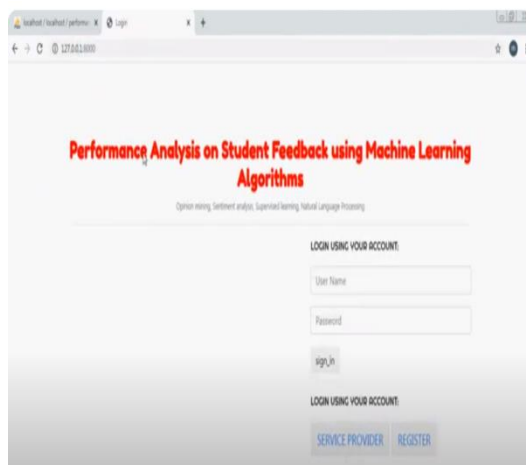 localhost / localhost / performa
Login
127.0.0.1:8000
Performance Analysis on Student Feedback using Machine Learning
Algorithms
Opinion mining, Sentiment analysis, Supervised learning, Natural Language Processing
LOGIN USING YOUR ACCOUNT:
User Name
Password
sign_in
LOGIN USING YOUR ACCOUNT:
SERVICE PROVIDER REGISTER